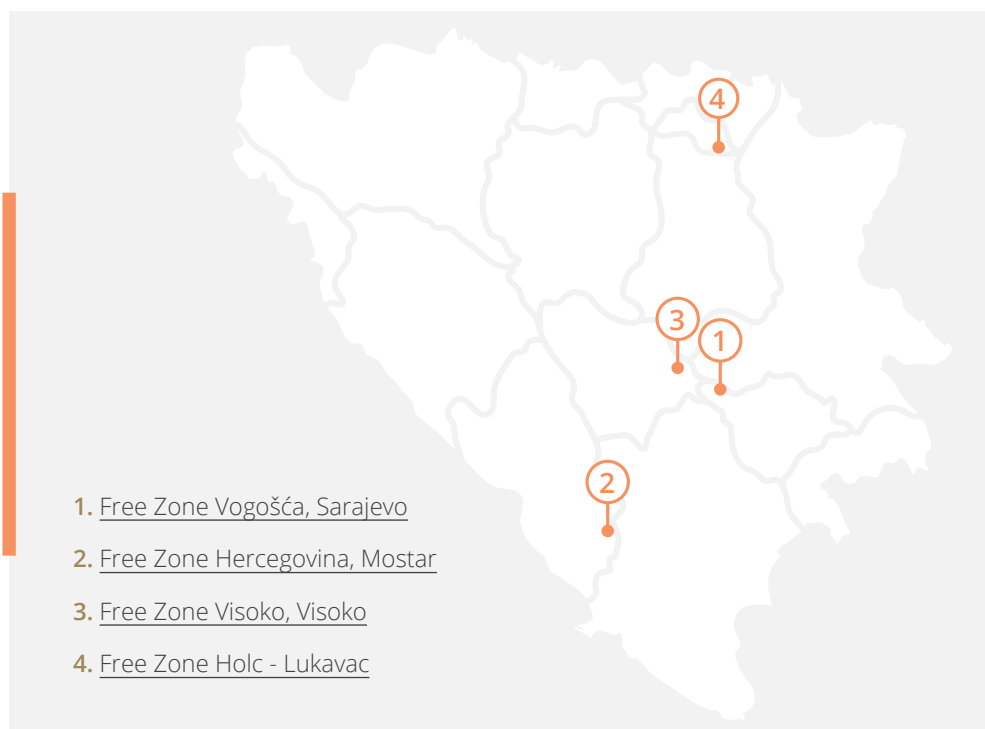 4
3
1
2
1. Free Zone Vogošća, Sarajevo
2. Free Zone Hercegovina, Mostar
3. Free Zone Visoko, Visoko
4. Free Zone Holc - Lukavac